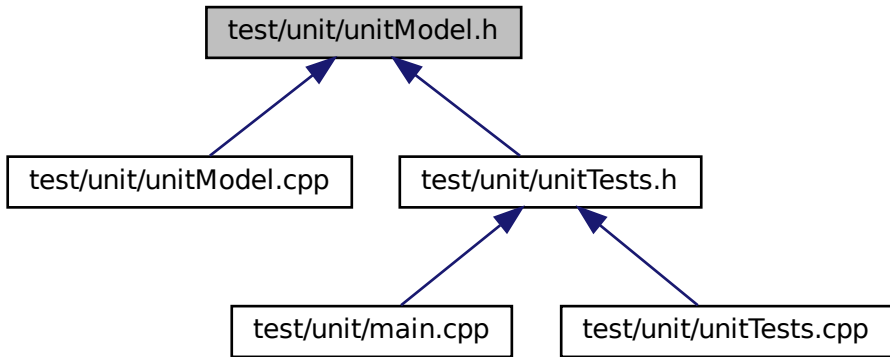 test/unit/unitModel.h
test/unit/unitModel.cpp
test/unit/unitTests.h
test/unit/main.cpp
test/unit/unitTests.cpp